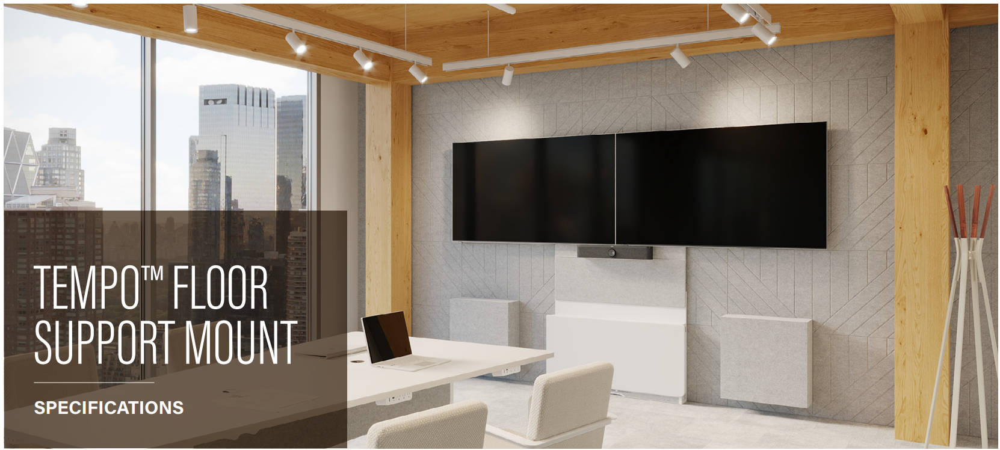 TEMPO™ FLOOR
SUPPORT MOUNT
SPECIFICATIONS